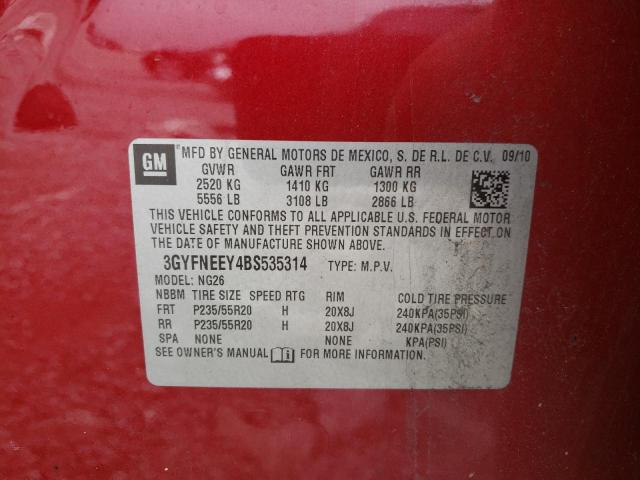 GM MFD BY GENERAL MOTORS DE MEXICO, S. DE R.L. DE C.V. 09/10
GVWR GAWR FRT GAWR RR
2520 KG 1410 KG 1300 KG
5556 LB 3108 LB 2866 LB
THIS VEHICLE CONFORMS TO ALL APPLICABLE U.S. FEDERAL MOTOR
VEHICLE SAFETY AND THEFT PREVENTION STANDARDS IN EFFECT ON
THE DATE OF MANUFACTURE SHOWN ABOVE.
3GYFNEEY4BS535314 TYPE: M.P.V.
MODEL: NG26
NBBM TIRE SIZE SPEED RTG RIM COLD TIRE PRESSURE
FRT P235/55R20 H 20X8J 240KPA(35PSI)
RR P235/55R20 H 20X8J 240KPA(35PSI)
SPA NONE NONE KPA(PSI)
SEE OWNER'S MANUAL FOR MORE INFORMATION.